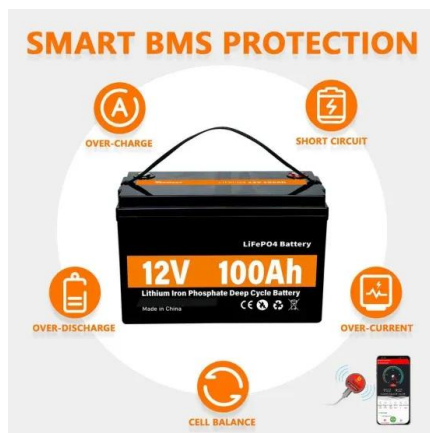 SMART BMS PROTECTION
A
OVER-CHARGE
SHORT CIRCUIT
LiFePO4 Battery
12V 100Ah
Lithium Iron Phosphate Deep Cycle Battery
Made in China
CE
OVER-DISCHARGE
OVER-CURRENT
CELL BALANCE